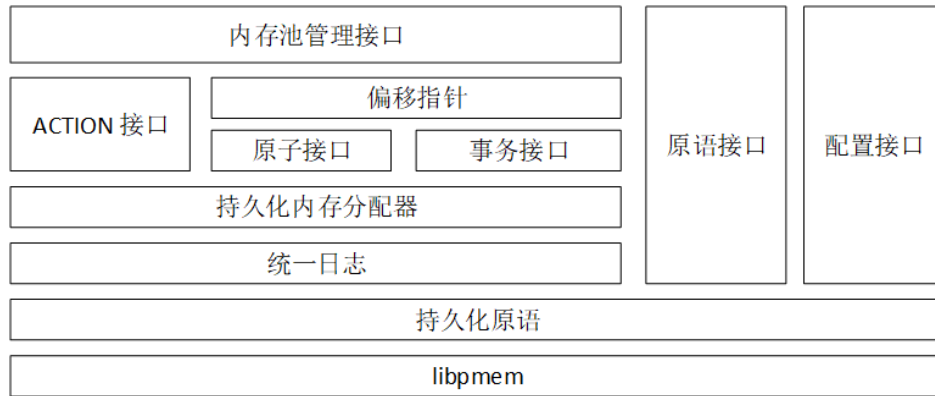 内存池管理接口
ACTION 接口
偏移指针
原子接口
事务接口
原语接口
配置接口
持久化内存分配器
统一日志
持久化原语
libpmem